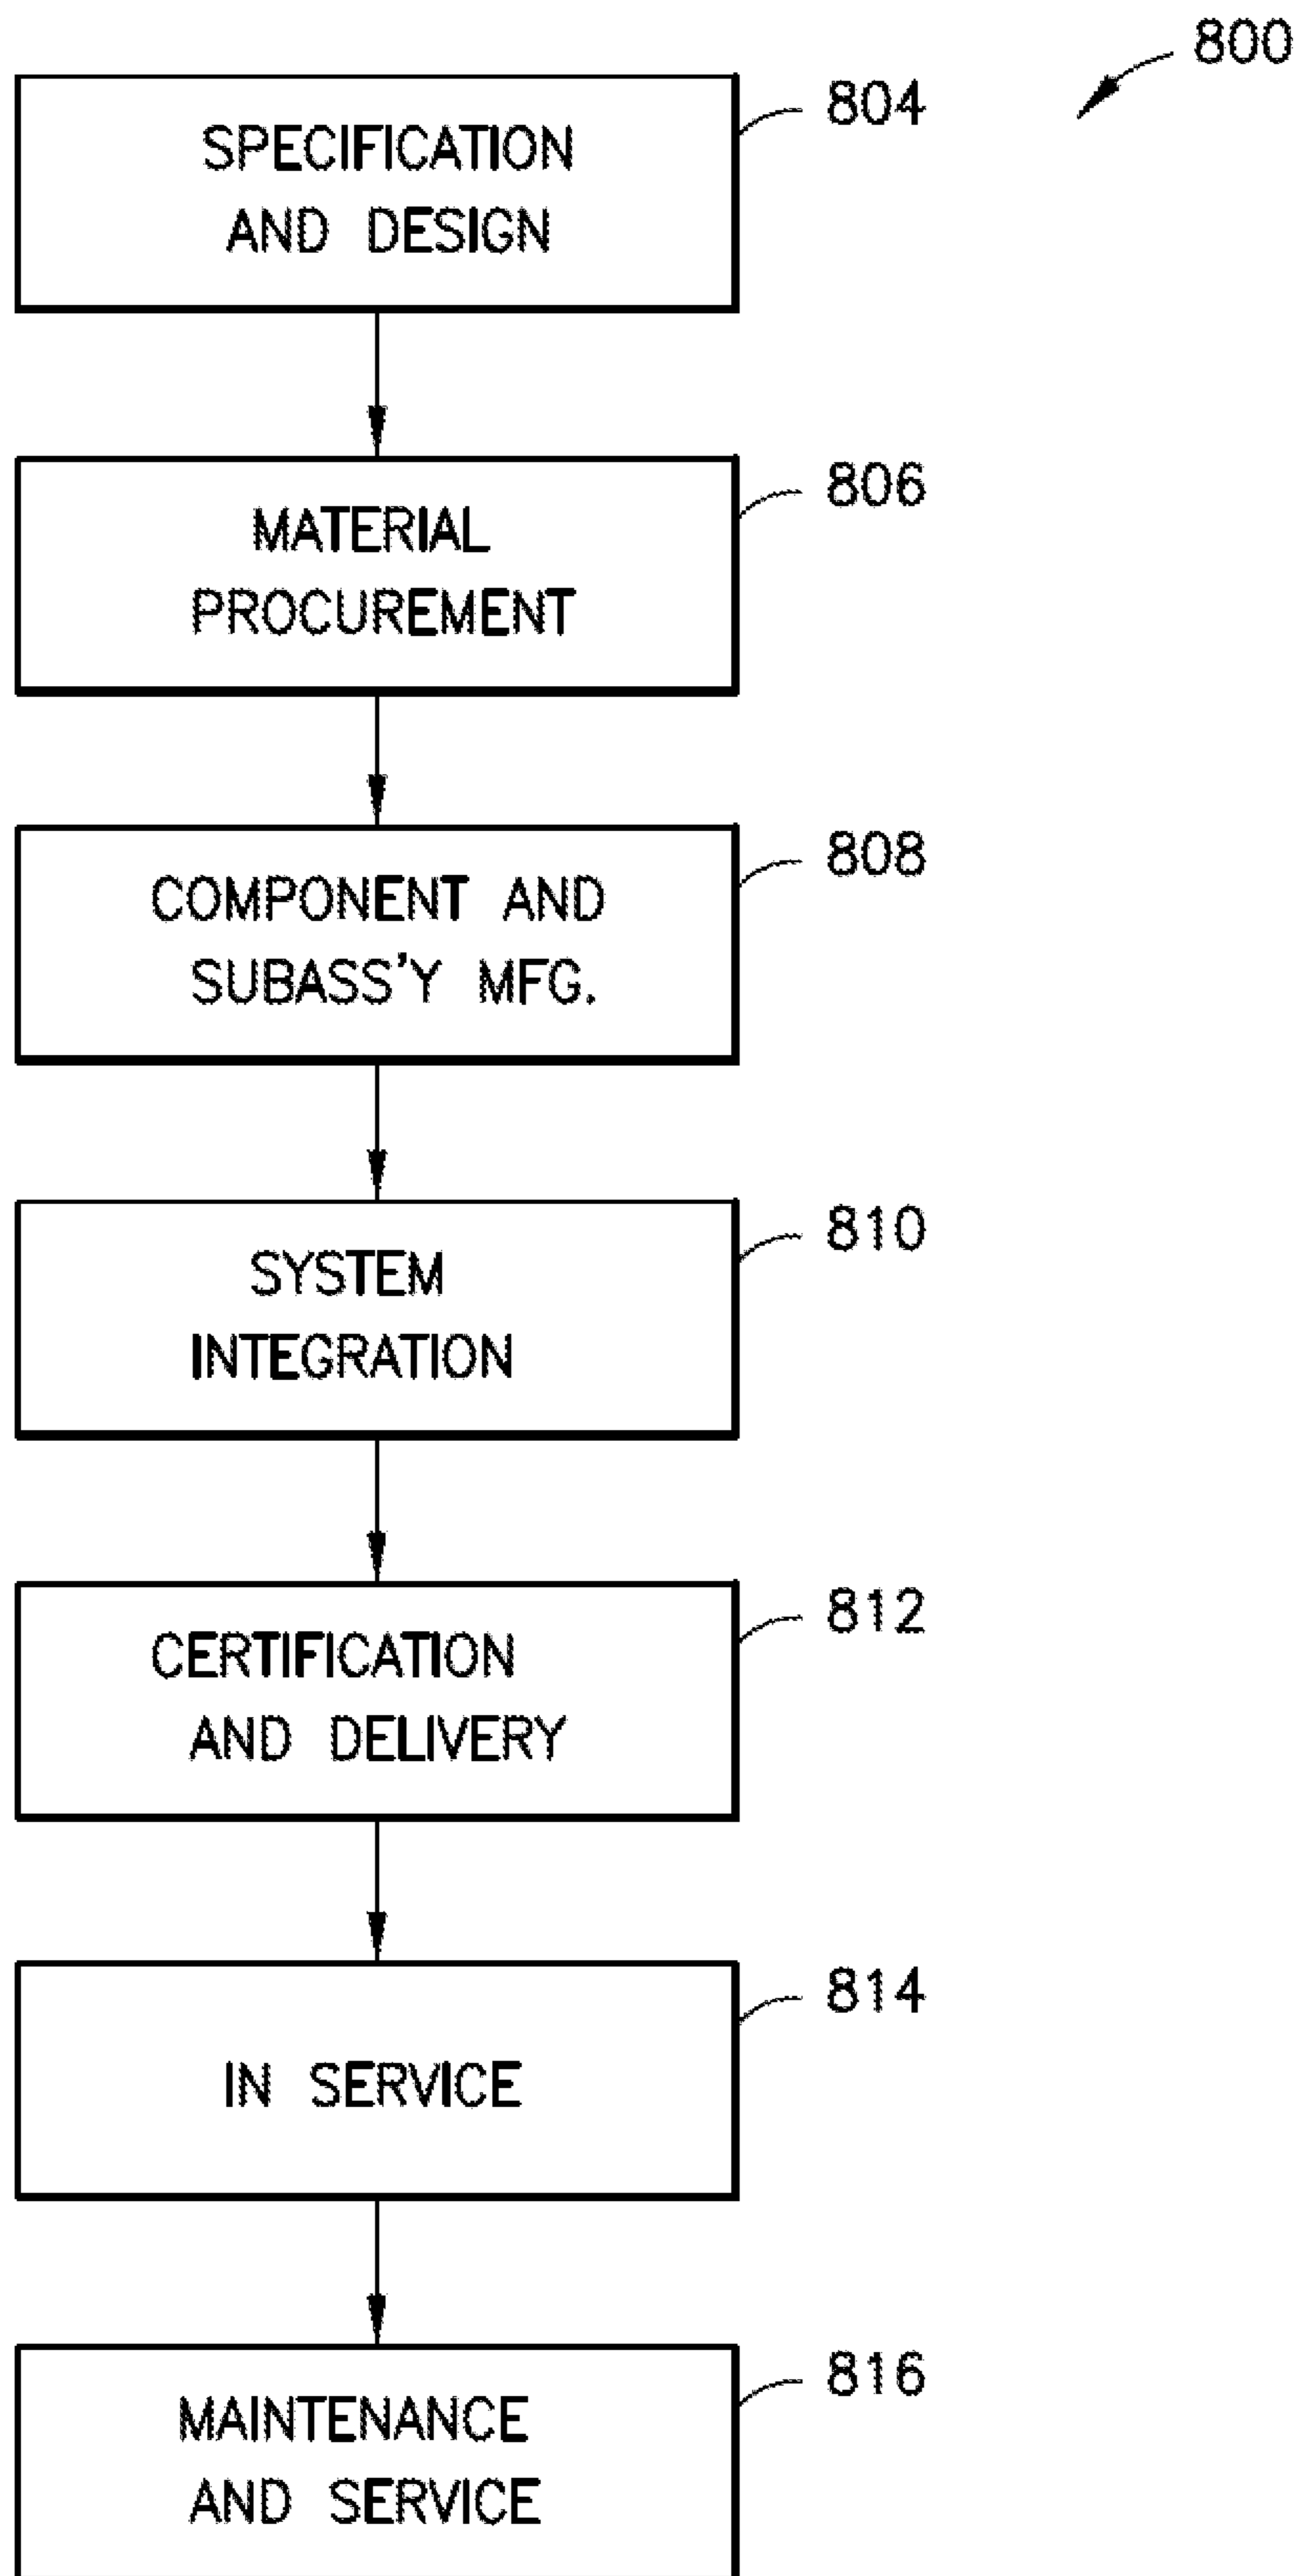 800
804
SPECIFICATION
AND DESIGN
806
MATERIAL
PROCUREMENT
808
COMPONENT AND
SUBASS'Y MFG.
810
SYSTEM
INTEGRATION
812
CERTIFICATION
AND DELIVERY
814
IN SERVICE
816
MAINTENANCE
AND SERVICE